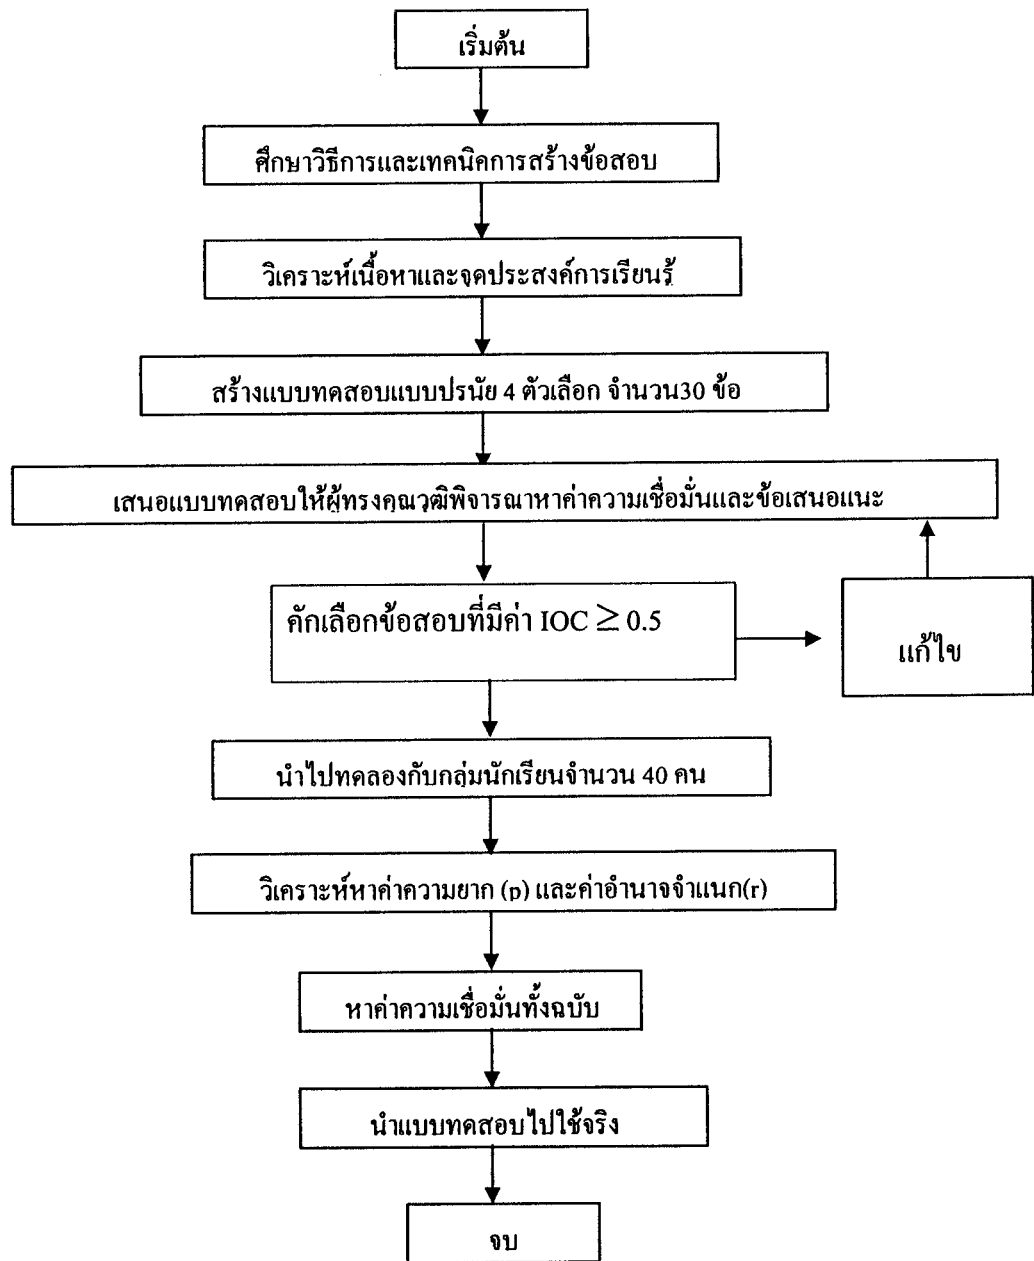 เริ่มต้น
ศึกษาวิธีการและเทคนิคการสร้างข้อสอบ
วิเคราะห์เนื้อหาและจุดประสงค์การเรียนรู้
สร้างแบบทดสอบแบบปรนัย 4 ตัวเลือก จำนวน30 ข้อ
เสนอแบบทดสอบให้ผู้ทรงคุณวุฒิพิจารณาหาค่าความเชื่อมั่นและข้อเสนอแนะ
คัดเลือกข้อสอบที่มีค่า IOC ≥ 0.5
แก้ไข
นำไปทดลองกับกลุ่มนักเรียนจำนวน 40 คน
วิเคราะห์หาค่าความยาก (p) และค่าอำนาจจำแนก(r)
หาค่าความเชื่อมั่นทั้งฉบับ
นำแบบทดสอบไปใช้จริง
จบ